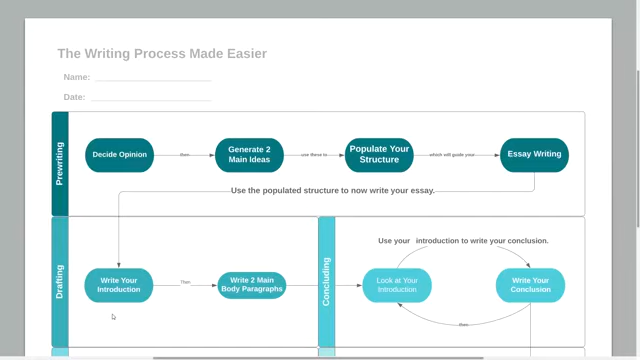 The Writing Process Made Easier
Name:
Date:
Prewriting
Decide Opinion
then
Generate 2
Main Ideas
use these to
Populate Your
Structure
which will guide your
Essay Writing
Use the populated structure to now write your essay.
Drafting
Write Your
Introduction
Then
Write 2 Main
Body Paragraphs
Concluding
Use your introduction to write your conclusion.
Look at Your
Introduction
Write Your
Conclusion
then